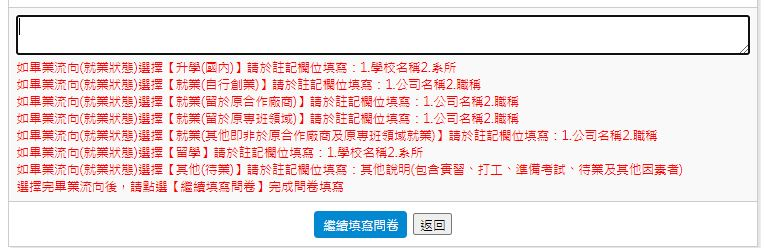 如畢業流向(就業狀態)選擇【升學(國內)】請於註記欄位填寫：1.學校名稱2.系所
如畢業流向(就業狀態)選擇【就業(自行創業)】請於註記欄位填寫：1.公司名稱2.職稱
如畢業流向(就業狀態)選擇【就業(留於原合作廠商)】請於註記欄位填寫：1.公司名稱2.職稱
如畢業流向(就業狀態)選擇【就業(留於原專班領域)】請於註記欄位填寫：1.公司名稱2.職稱
如畢業流向(就業狀態)選擇【就業(其他即非於原合作廠商及原專班領域就業)】請於註記欄位填寫：1.公司名稱2.職稱
如畢業流向(就業狀態)選擇【留學】請於註記欄位填寫：1.學校名稱2.系所
如畢業流向(就業狀態)選擇【其他(待業)】請於註記欄位填寫：其他說明(包含實習、打工、準備考試、待業及其他因素者)
選擇完畢業流向後，請點選【繼續填寫問卷】完成問卷填寫
繼續填寫問卷 返回